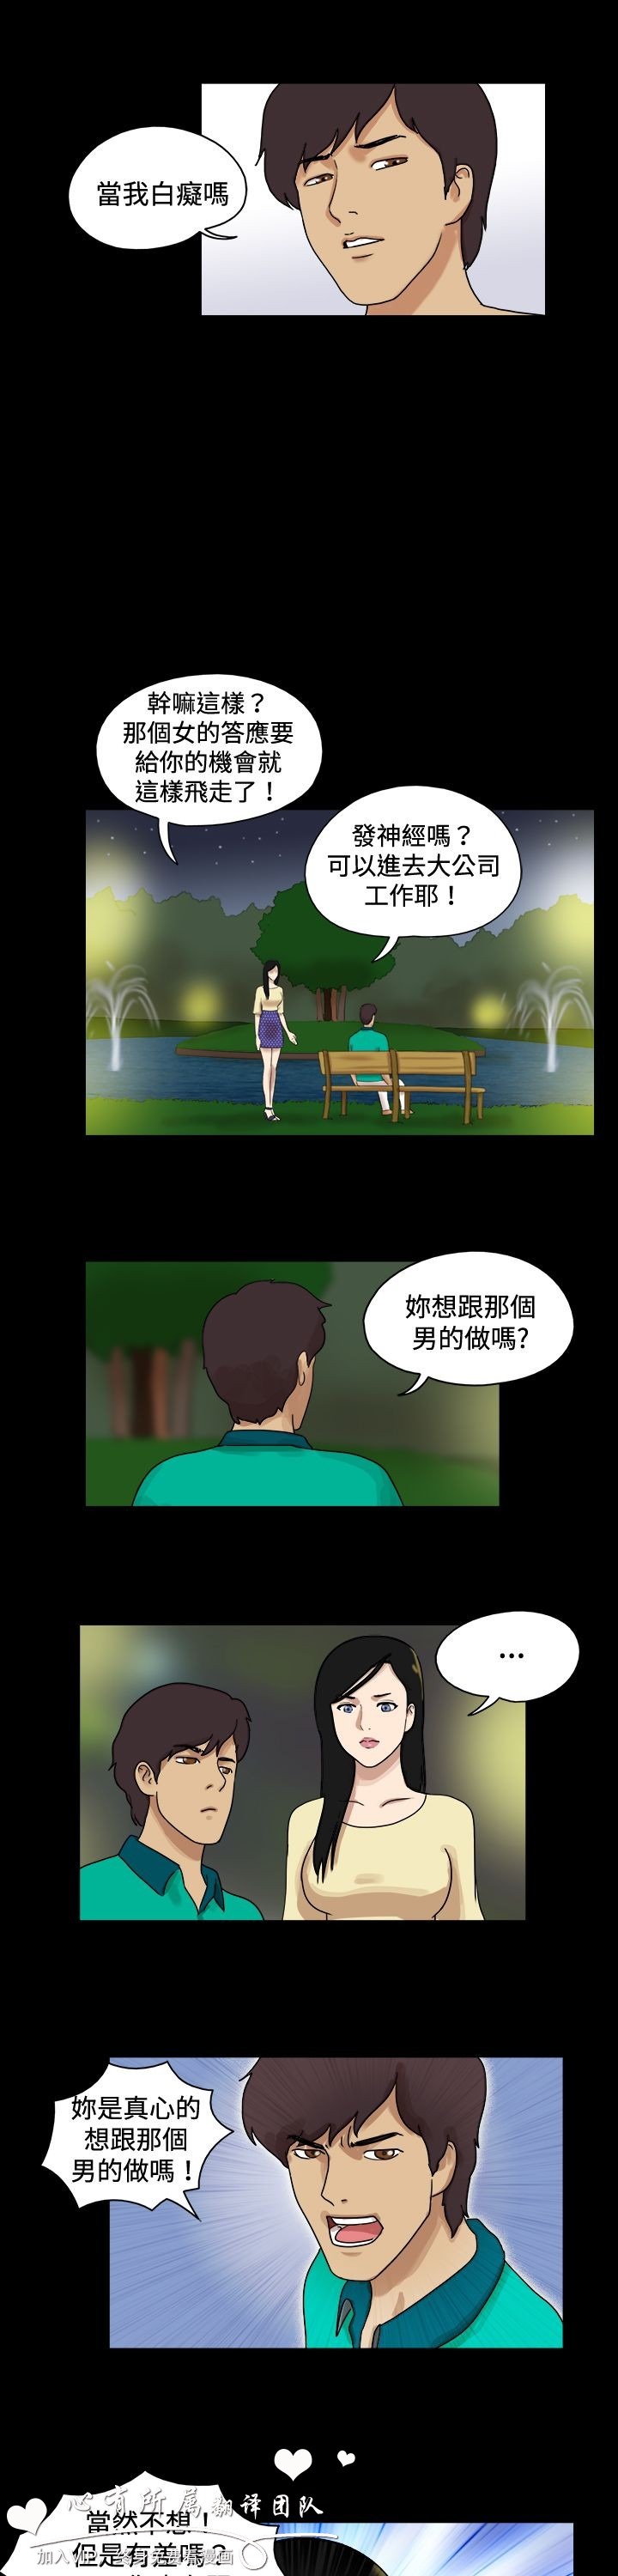 當我白癡嗎
幹嘛這樣？
那個女的答應要
給你的機會就
這樣飛走了！
發神經嗎？
可以進去大公司
工作耶！
妳想跟那個
男的做嗎?
…
妳是真心的
想跟那個
男的做嗎！
心有所属翻译团队
當然不想！
但是有差嗎？